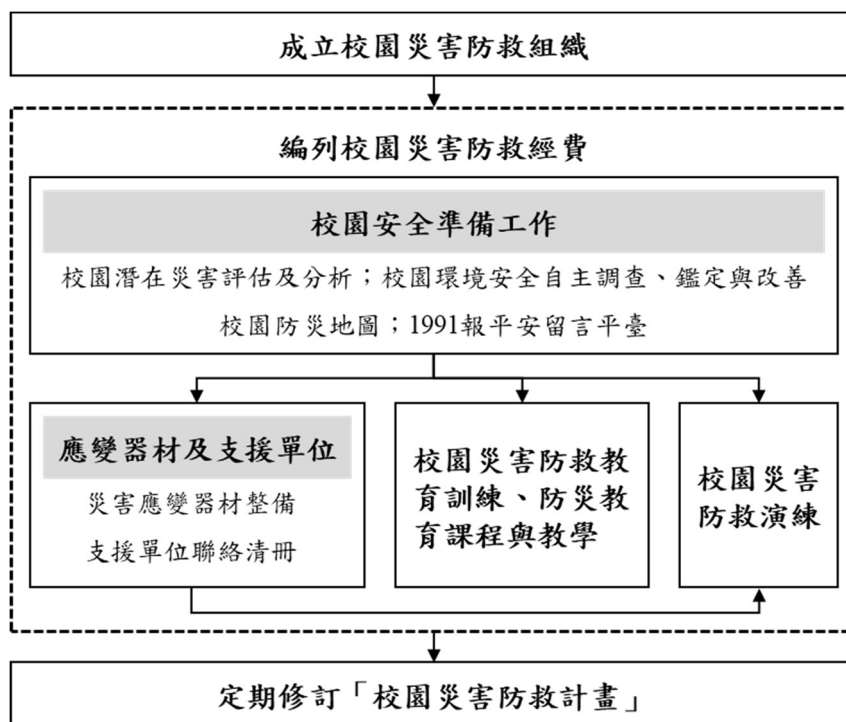 成立校園災害防救組織
編列校園災害防救經費
校園安全準備工作
校園潛在災害評估及分析；校園環境安全自主調查、鑑定與改善
校園防災地圖；1991報平安留言平臺
應變器材及支援單位
災害應變器材整備
支援單位聯絡清冊
校園災害防救教
育訓練、防災教
育課程與教學
校園災害
防救演練
定期修訂「校園災害防救計畫」